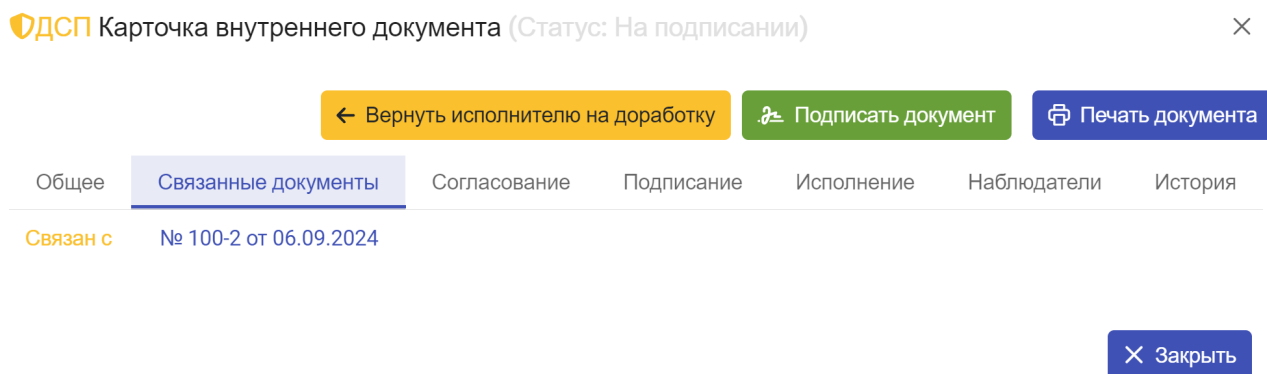 ДСП Карточка внутреннего документа (Статус: На подписании)
Вернуть исполнителю на доработку Подписать документ Печать документа
Общее Связанные документы Согласование Подписание Исполнение Наблюдатели История
Связан с № 100-2 от 06.09.2024
Закрыть